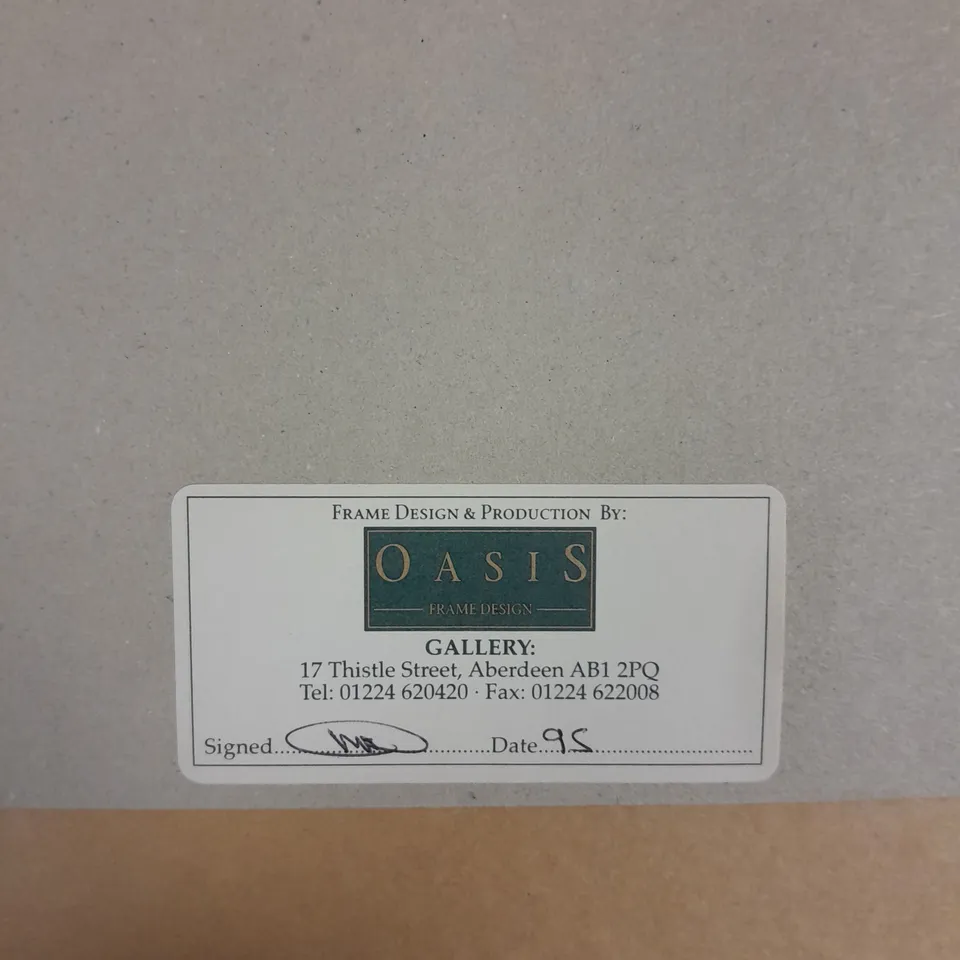 FRAME DESIGN & PRODUCTION BY:
OASIS
FRAME DESIGN
GALLERY:
17 Thistle Street, Aberdeen AB1 2PQ
Tel: 01224 620420 · Fax: 01224 622008
Signed..............................Date..95..............................